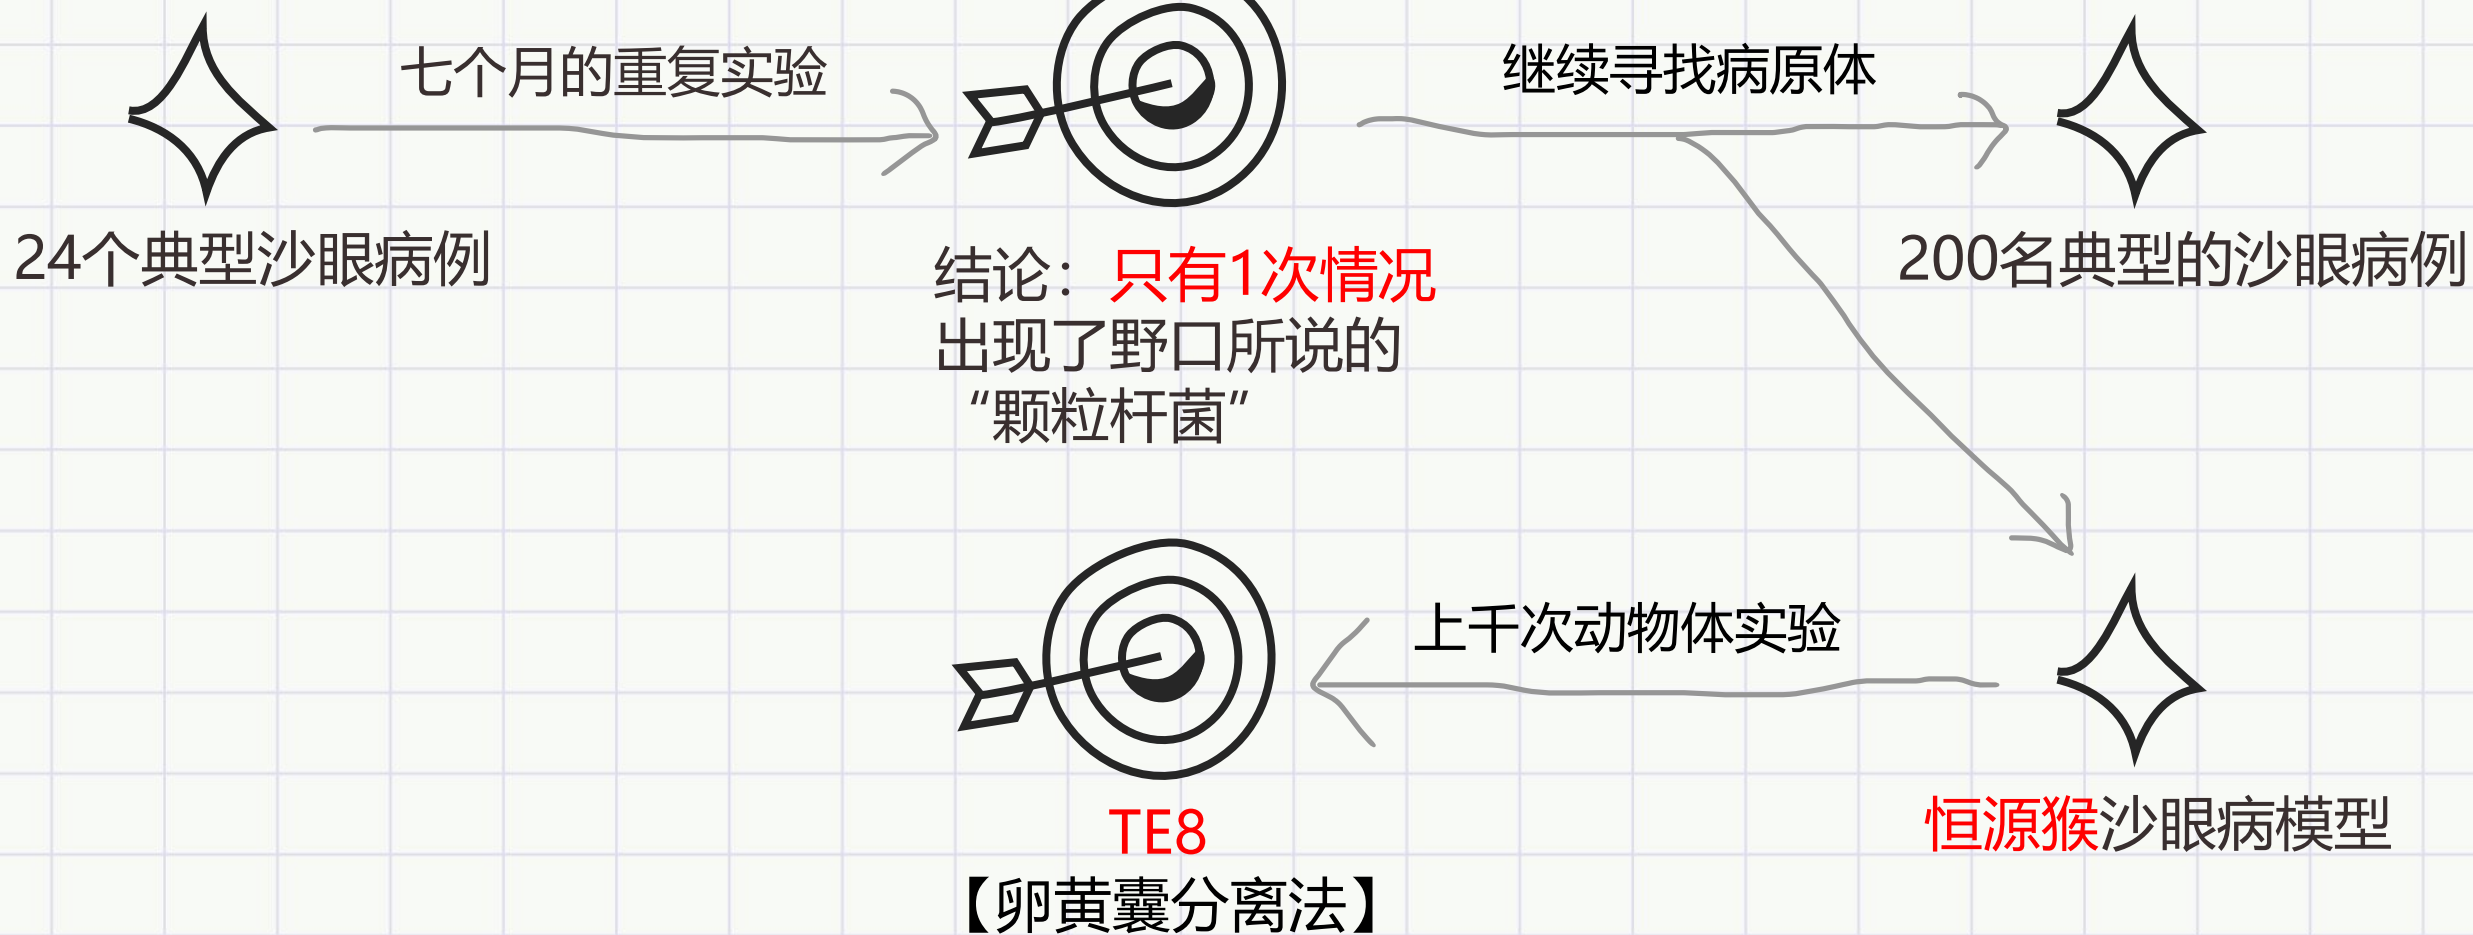 七个月的重复实验
继续寻找病原体
24个典型沙眼病例
结论：只有1次情况
出现了野口所说的
“颗粒杆菌”
200名典型的沙眼病例
上千次动物体实验
恒源猴沙眼病模型
TE8
【卵黄囊分离法】